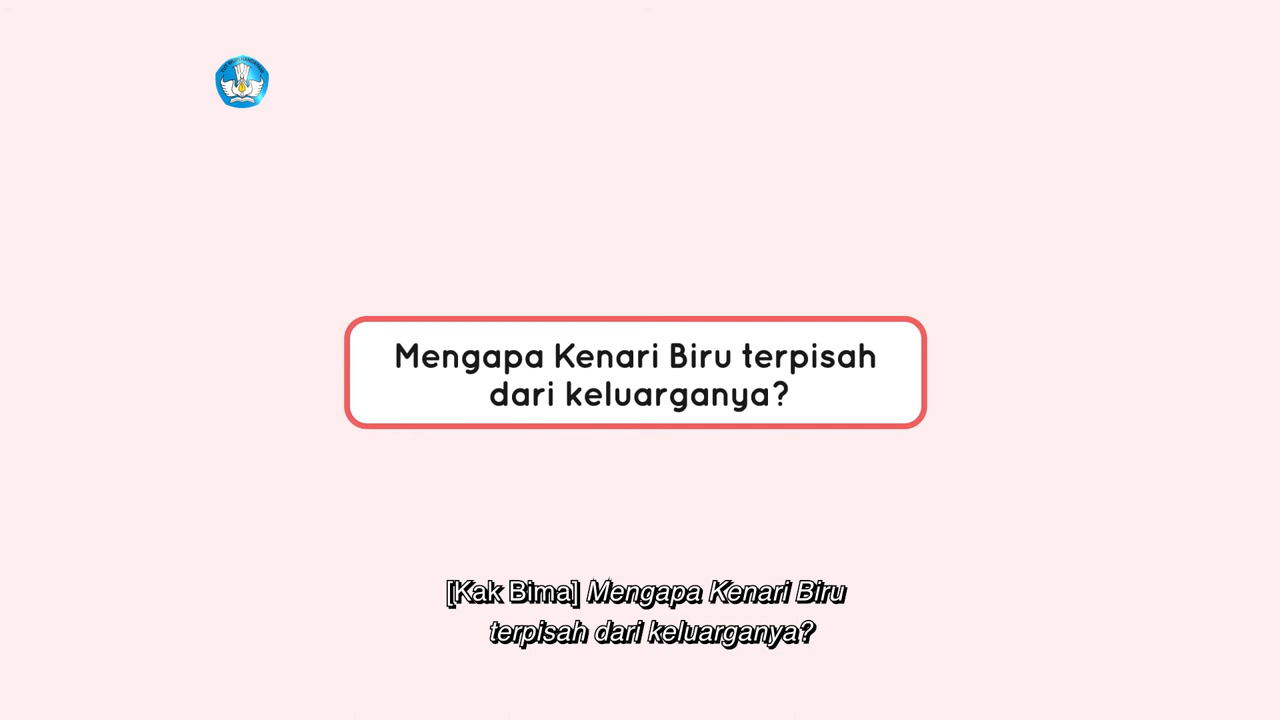 Mengapa Kenari Biru terpisah
dari keluarganya?
[Kak Bima] Mengapa Kenari Biru
terpisah dari keluarganya?